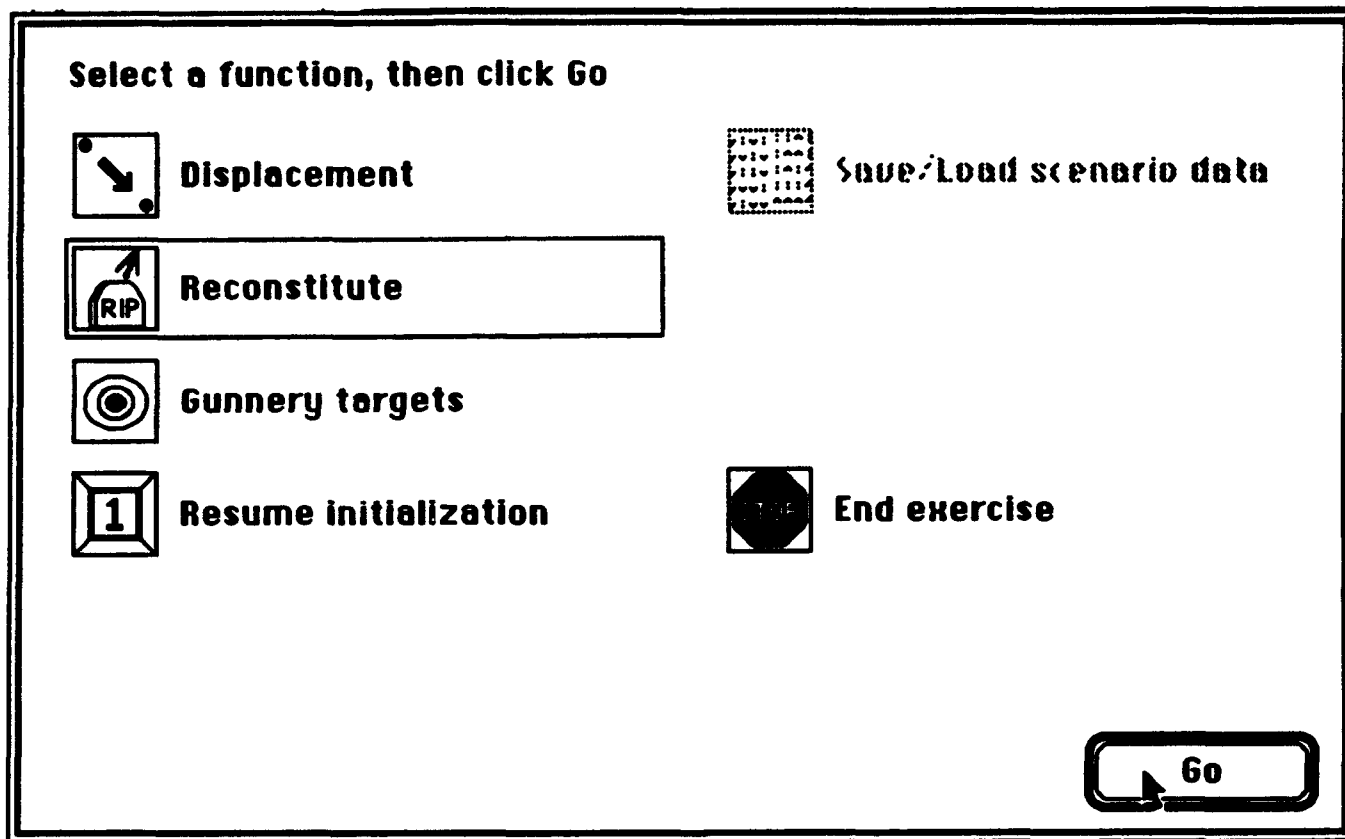 Select a function, then click Go
Displacement
Save/Load scenario data
RIP
Reconstitute
Gunnery targets
1
Resume initialization
End exercise
Go